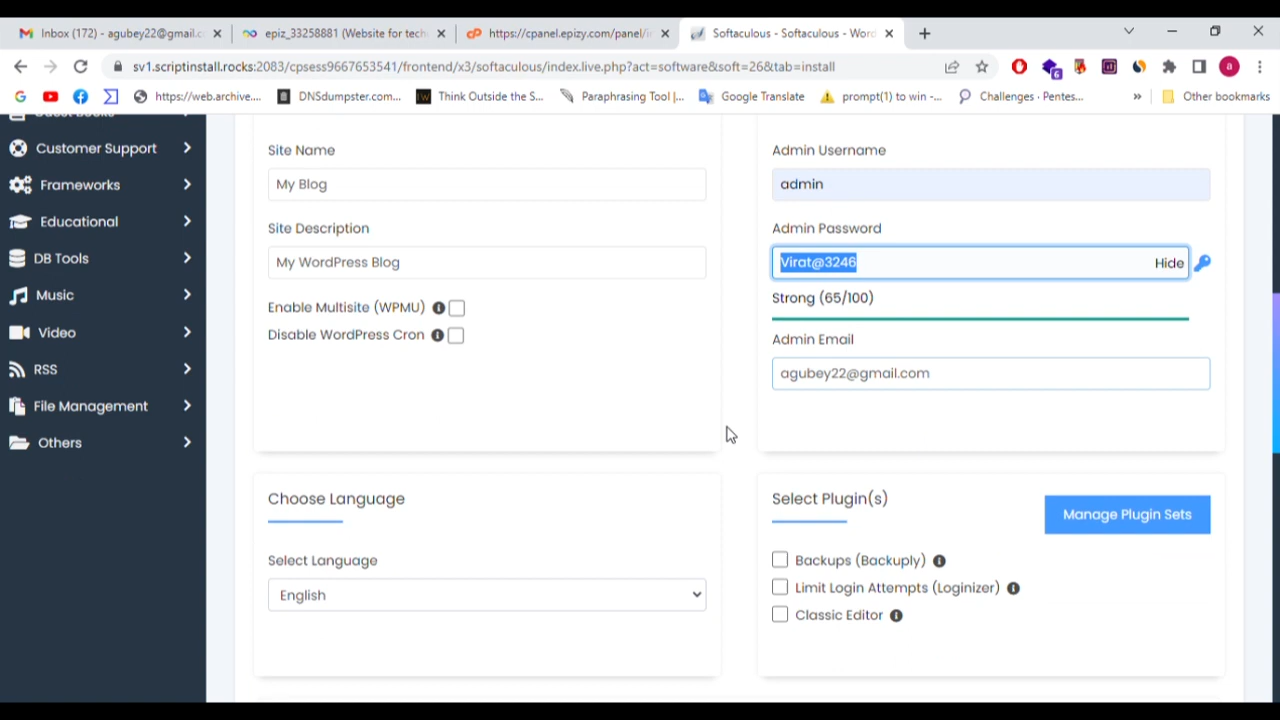 Inbox (172) - agubey22@gmail.c
epiz_33258881 (Website for tech
https://cpanel.epizy.com/panel/in
Softaculous - Softaculous - Word
sv1.scriptinstall.rocks:2083/cpsess9667653541/frontend/x3/softaculous/index.live.php?act=software&soft=26&tab=install
6
a
https://web.archive....
DNSdumpster.com...
Think Outside the S...
Paraphrasing Tool |...
Google Translate
prompt(1) to win -...
Challenges · Pentes...
»
Other bookmarks
Guest Books
Customer Support
Frameworks
Educational
DB Tools
Music
Video
RSS
File Management
Others
Site Name
My Blog
Site Description
My WordPress Blog
Enable Multisite (WPMU)
Disable WordPress Cron
Admin Username
admin
Admin Password
Virat@3246
Hide
Strong (65/100)
Admin Email
agubey22@gmail.com
Choose Language
Select Language
English
Select Plugin(s)
Manage Plugin Sets
Backups (Backuply)
Limit Login Attempts (Loginizer)
Classic Editor